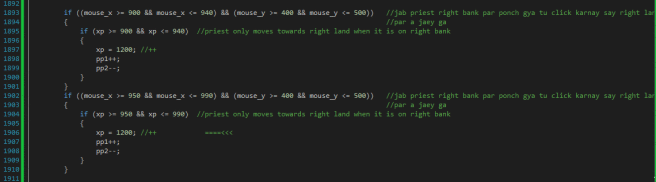 1892
1893 if ((mouse_x >= 900 && mouse_x <= 940) && (mouse_y >= 400 && mouse_y <= 500)) //jab priest right bank par ponch gya tu click karnay say right lan
1894 { //par a jaey ga
1895 if (xp >= 900 && xp <= 940) //priest only moves towards right land when it is on right bank
1896 {
1897 xp = 1200; //++
1898 pp1++;
1899 pp2--;
1900 }
1901 }
1902 if ((mouse_x >= 950 && mouse_x <= 990) && (mouse_y >= 400 && mouse_y <= 500)) //jab priest right bank par ponch gya tu click karnay say right lan
1903 { //par a jaey ga
1904 if (xp >= 950 && xp <= 990) //priest only moves towards right land when it is on right bank
1905 {
1906 xp = 1200; //++ ====<<<
1907 pp1++;
1908 pp2--;
1909 }
1910 }
1911